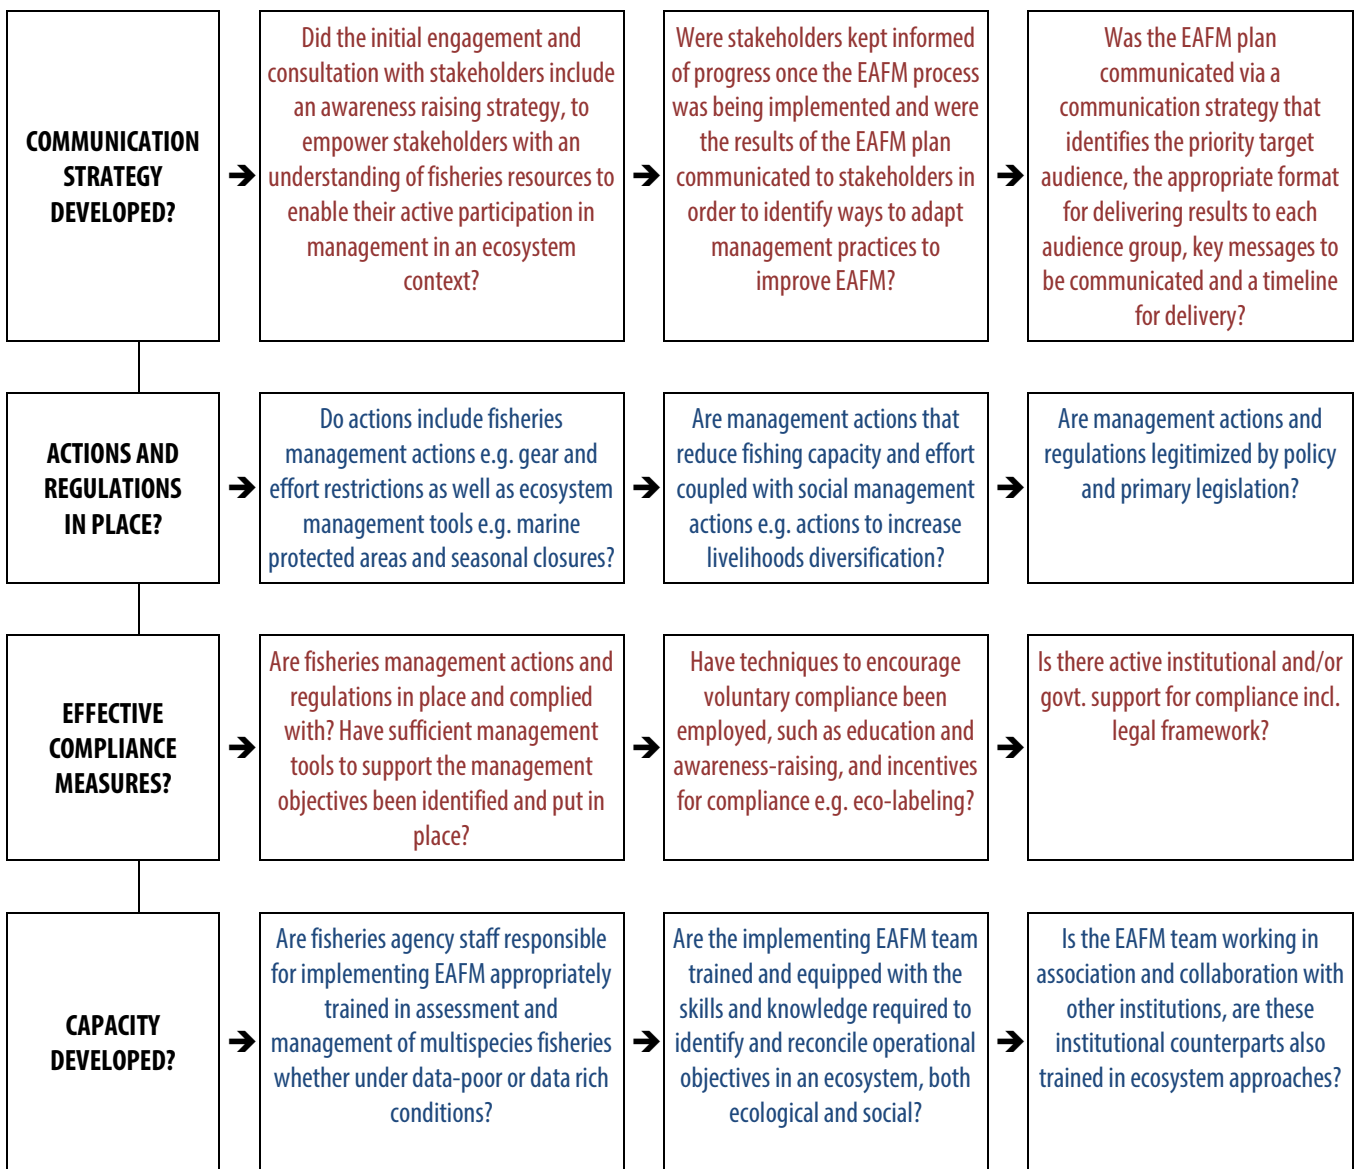 COMMUNICATION
STRATEGY
DEVELOPED?
➔
Did the initial engagement and
consultation with stakeholders include
an awareness raising strategy, to
empower stakeholders with an
understanding of fisheries resources to
enable their active participation in
management in an ecosystem
context?
➔
Were stakeholders kept informed
of progress once the EAFM process
was being implemented and were
the results of the EAFM plan
communicated to stakeholders in
order to identify ways to adapt
management practices to
improve EAFM?
➔
Was the EAFM plan
communicated via a
communication strategy that
identifies the priority target
audience, the appropriate format
for delivering results to each
audience group, key messages to
be communicated and a timeline
for delivery?
ACTIONS AND
REGULATIONS
IN PLACE?
➔
Do actions include fisheries
management actions e.g. gear and
effort restrictions as well as ecosystem
management tools e.g. marine
protected areas and seasonal closures?
➔
Are management actions that
reduce fishing capacity and effort
coupled with social management
actions e.g. actions to increase
livelihoods diversification?
➔
Are management actions and
regulations legitimized by policy
and primary legislation?
EFFECTIVE
COMPLIANCE
MEASURES?
➔
Are fisheries management actions and
regulations in place and complied
with? Have sufficient management
tools to support the management
objectives been identified and put in
place?
➔
Have techniques to encourage
voluntary compliance been
employed, such as education and
awareness-raising, and incentives
for compliance e.g. eco-labeling?
➔
Is there active institutional and/or
govt. support for compliance incl.
legal framework?
CAPACITY
DEVELOPED?
➔
Are fisheries agency staff responsible
for implementing EAFM appropriately
trained in assessment and
management of multispecies fisheries
whether under data-poor or data rich
conditions?
➔
Are the implementing EAFM team
trained and equipped with the
skills and knowledge required to
identify and reconcile operational
objectives in an ecosystem, both
ecological and social?
➔
Is the EAFM team working in
association and collaboration with
other institutions, are these
institutional counterparts also
trained in ecosystem approaches?